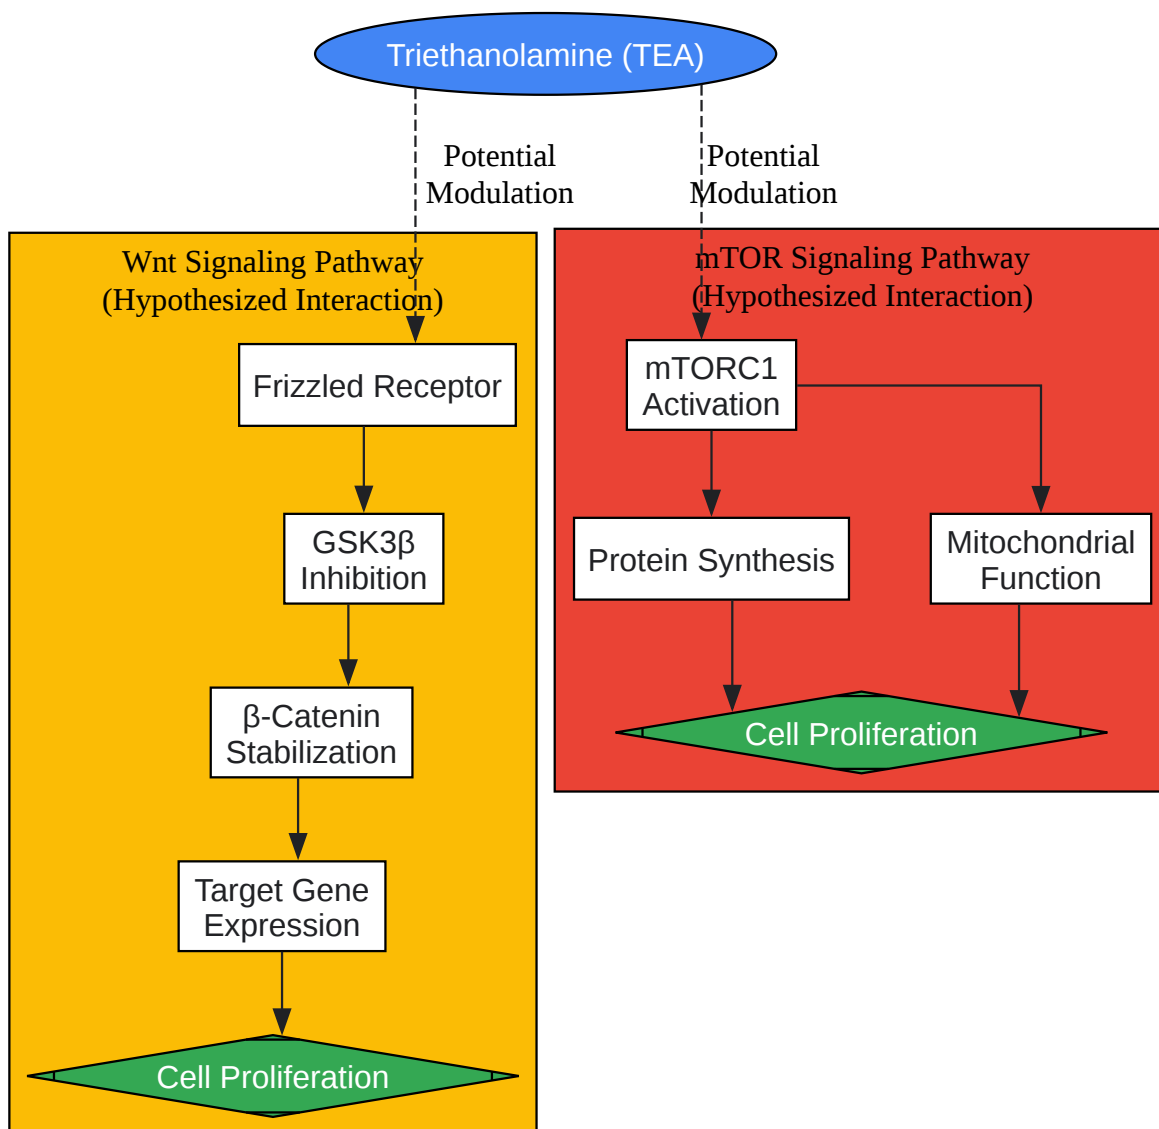 Triethanolamine (TEA)
Potential
Modulation
Potential
Modulation
Wnt Signaling Pathway
(Hypothesized Interaction)
Frizzled Receptor
GSK3β
Inhibition
β-Catenin
Stabilization
Target Gene
Expression
Cell Proliferation
mTOR Signaling Pathway
(Hypothesized Interaction)
mTORC1
Activation
Protein Synthesis
Mitochondrial
Function
Cell Proliferation